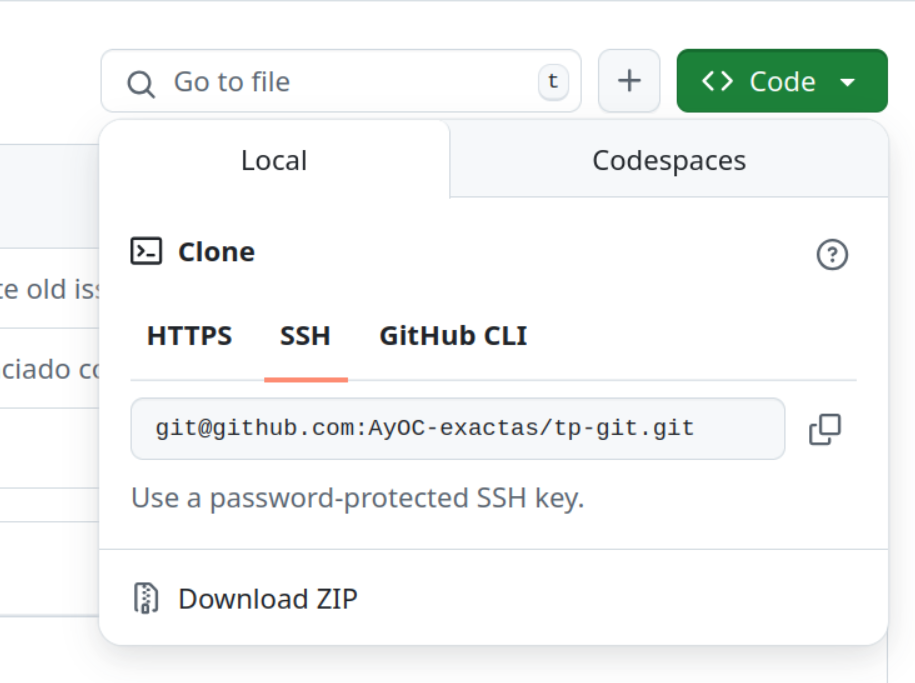 Go to file t Code
Local Codespaces
Clone
te old iss
HTTPS SSH GitHub CLI
ciado co
git@github.com:AyOC-exactas/tp-git.git
Use a password-protected SSH key.
Download ZIP